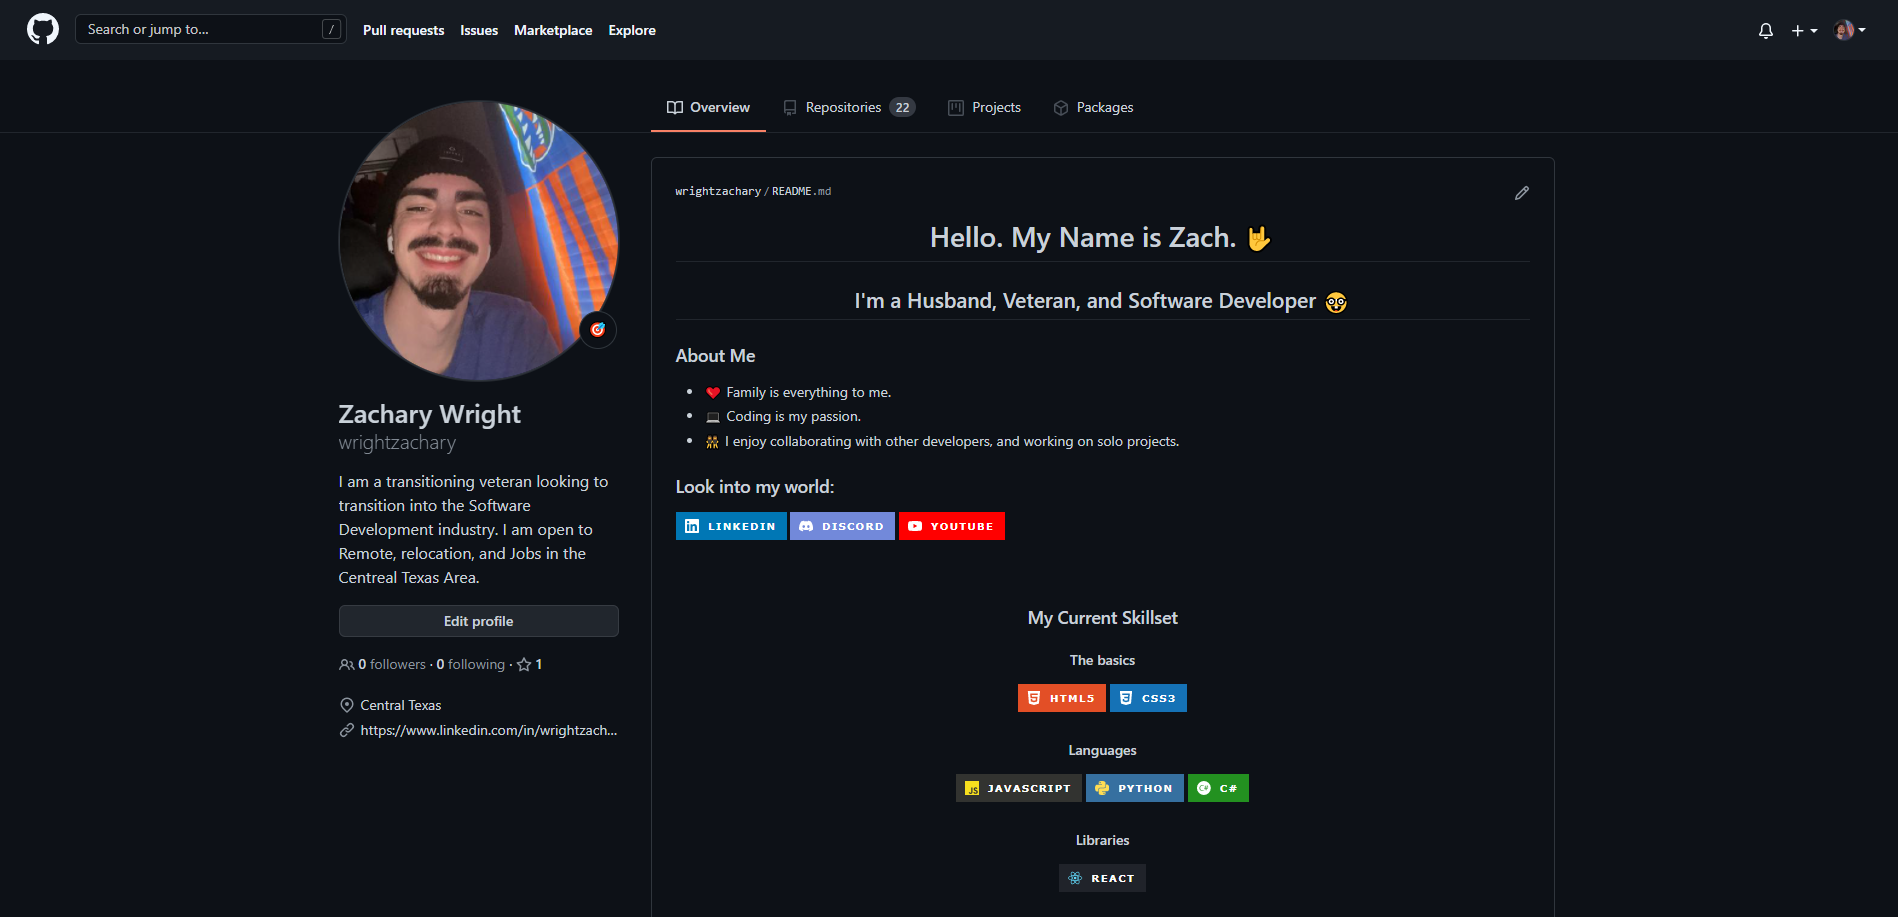 Search or jump to...
/
Pull requests
Issues
Marketplace
Explore
Overview
Repositories 22
Projects
Packages
Zachary Wright
wrightzachary
I am a transitioning veteran looking to
transition into the Software
Development industry. I am open to
Remote, relocation, and Jobs in the
Centreal Texas Area.
Edit profile
0 followers · 0 following · 1
Central Texas
https://www.linkedin.com/in/wrightzach...
wrightzachary/README.md
Hello. My Name is Zach. 🤘
I'm a Husband, Veteran, and Software Developer 🤓
About Me
• ❤️ Family is everything to me.
• 💻 Coding is my passion.
• 👯 I enjoy collaborating with other developers, and working on solo projects.
Look into my world:
LINKEDIN DISCORD YOUTUBE
My Current Skillset
The basics
HTML5 CSS3
Languages
JAVASCRIPT PYTHON C#
Libraries
REACT